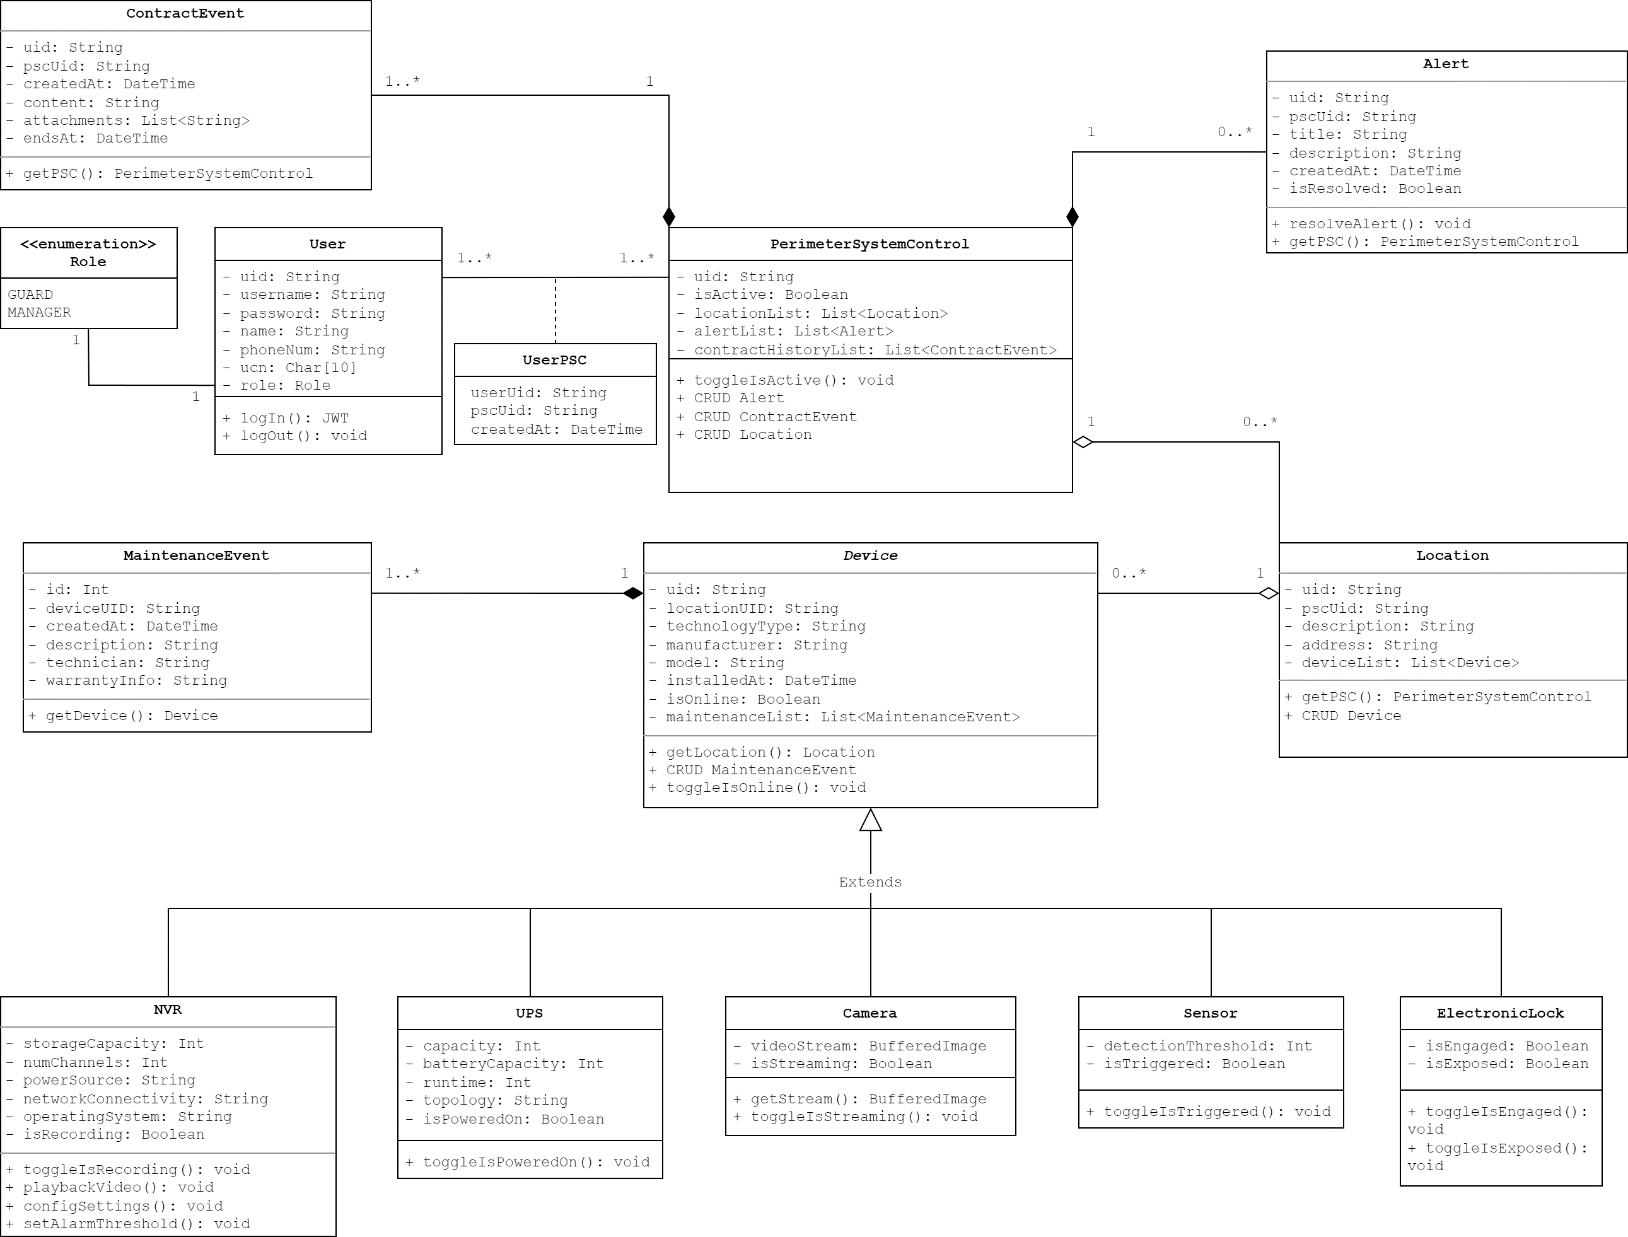 ContractEvent
- uid: String
- pscUid: String
- createdAt: DateTime
- content: String
- attachments: List<String>
- endsAt: DateTime
+ getPSC(): PerimeterSystemControl
1..*
1
Alert
- uid: String
- pscUid: String
- title: String
- description: String
- createdAt: DateTime
- isResolved: Boolean
+ resolveAlert(): void
+ getPSC(): PerimeterSystemControl
1
0..*
<<enumeration>>
Role
GUARD
MANAGER
1
1
User
- uid: String
- username: String
- password: String
- name: String
- phoneNum: String
- ucn: Char[10]
- role: Role
+ logIn(): JWT
+ logOut(): void
1..*
1..*
UserPSC
userUid: String
pscUid: String
createdAt: DateTime
PerimeterSystemControl
- uid: String
- isActive: Boolean
- locationList: List<Location>
- alertList: List<Alert>
- contractHistoryList: List<ContractEvent>
+ toggleIsActive(): void
+ CRUD Alert
+ CRUD ContractEvent
+ CRUD Location
1
0..*
MaintenanceEvent
- id: Int
- deviceUID: String
- createdAt: DateTime
- description: String
- technician: String
- warrantyInfo: String
+ getDevice(): Device
1..*
1
Device
- uid: String
- locationUID: String
- technologyType: String
- manufacturer: String
- model: String
- installedAt: DateTime
- isOnline: Boolean
- maintenanceList: List<MaintenanceEvent>
+ getLocation(): Location
+ CRUD MaintenanceEvent
+ toggleIsOnline(): void
0..*
1
Location
- uid: String
- pscUid: String
- description: String
- address: String
- deviceList: List<Device>
+ getPSC(): PerimeterSystemControl
+ CRUD Device
Extends
NVR
- storageCapacity: Int
- numChannels: Int
- powerSource: String
- networkConnectivity: String
- operatingSystem: String
- isRecording: Boolean
+ toggleIsRecording(): void
+ playbackVideo(): void
+ configSettings(): void
+ setAlarmThreshold(): void
UPS
- capacity: Int
- batteryCapacity: Int
- runtime: Int
- topology: String
- isPoweredOn: Boolean
+ toggleIsPoweredOn(): void
Camera
- videoStream: BufferedImage
- isStreaming: Boolean
+ getStream(): BufferedImage
+ toggleIsStreaming(): void
Sensor
- detectionThreshold: Int
- isTriggered: Boolean
+ toggleIsTriggered(): void
ElectronicLock
- isEngaged: Boolean
- isExposed: Boolean
+ toggleIsEngaged():
void
+ toggleIsExposed():
void